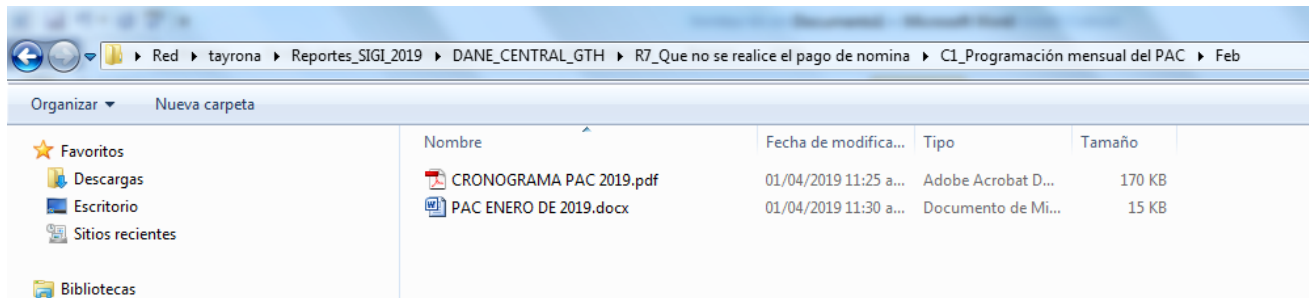 Red ▸ tayrona ▸ Reportes_SIGI_2019 ▸ DANE_CENTRAL_GTH ▸ R7_Que no se realice el pago de nomina ▸ C1_Programación mensual del PAC ▸ Feb
Organizar Nueva carpeta
Favoritos
Descargas
Escritorio
Sitios recientes
Bibliotecas
Nombre Fecha de modifica... Tipo Tamaño
CRONOGRAMA PAC 2019.pdf 01/04/2019 11:25 a... Adobe Acrobat D... 170 KB
PAC ENERO DE 2019.docx 01/04/2019 11:30 a... Documento de Mi... 15 KB